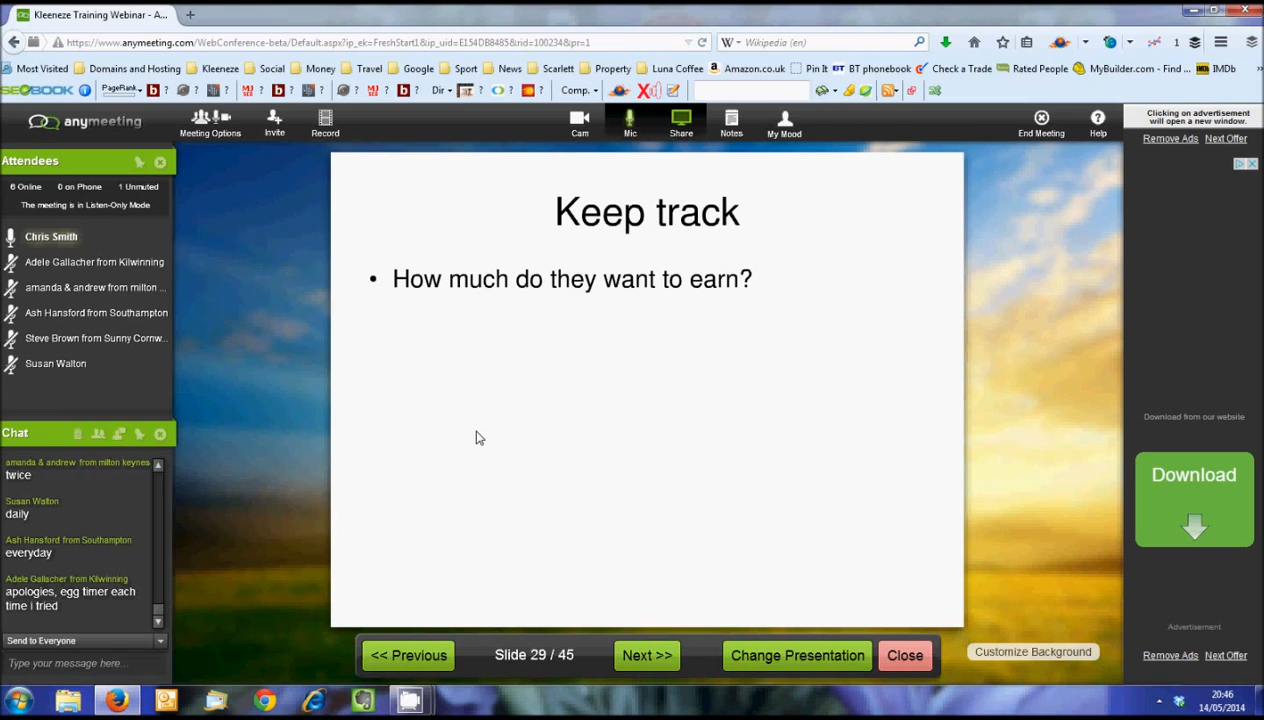 Kleeneze Training Webinar - A...
https://www.anymeeting.com/WebConference-beta/Default.aspx?ip_ek=FreshStart1&ip_uid=E154DB8485&rid=100234&pr=1
Wikipedia (en)
1
Most Visited Domains and Hosting Kleeneze Social Money Travel Google Sport News Scarlett Property Luna Coffee Amazon.co.uk Pin It BT phonebook Check a Trade Rated People MyBuilder.com - Find ... IMDb
SEOBOOK PageRank ? ? ? ? ? ? ? Dir ? ? ? Comp.
anymeeting
Meeting Options
Invite
Record
Cam
Mic
Share
Notes
My Mood
End Meeting
Help
Clicking on advertisement
will open a new window.
Remove Ads Next Offer
Attendees
6 Online 0 on Phone 1 Unmuted
The meeting is in Listen-Only Mode
Chris Smith
Adele Gallacher from Kilwinning
amanda & andrew from milton ...
Ash Hansford from Southampton
Steve Brown from Sunny Cornw...
Susan Walton
Chat
amanda & andrew from milton keynes
twice
Susan Walton
daily
Ash Hansford from Southampton
everyday
Adele Gallacher from Kilwinning
apologies, egg timer each
time i tried
Send to Everyone
Type your message here...
Keep track
• How much do they want to earn?
<< Previous
Slide 29 / 45
Next >>
Change Presentation
Close
Customize Background
Download from our website
Download
Advertisement
Remove Ads Next Offer
20:46
14/05/2014